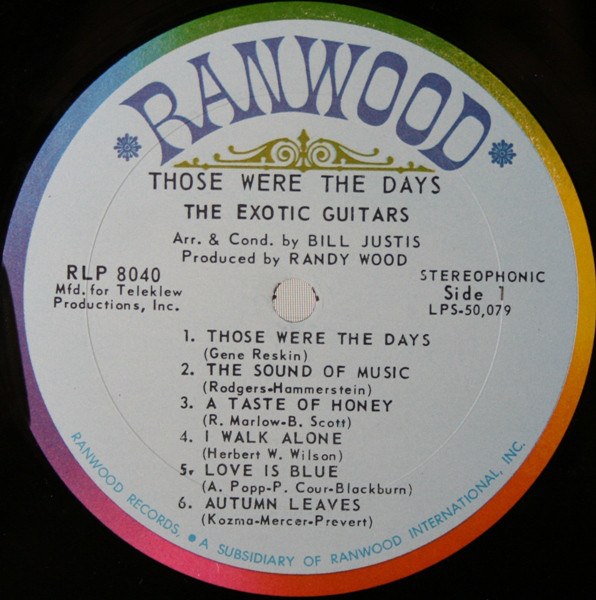 RANWOOD
THOSE WERE THE DAYS
THE EXOTIC GUITARS
Arr. & Cond. by BILL JUSTIS
Produced by RANDY WOOD
RLP 8040
Mfd. for Teleklew
Productions, Inc.
STEREOPHONIC
Side 1
LPS-50,079
1. THOSE WERE THE DAYS
(Gene Reskin)
2. THE SOUND OF MUSIC
(Rodgers-Hammerstein)
3. A TASTE OF HONEY
(R. Marlow-B. Scott)
4. I WALK ALONE
(Herbert W. Wilson)
5. LOVE IS BLUE
(A. Popp-P. Cour-Blackburn)
6. AUTUMN LEAVES
(Kozma-Mercer-Prevert)
RANWOOD RECORDS, • A SUBSIDIARY OF RANWOOD INTERNATIONAL, INC.